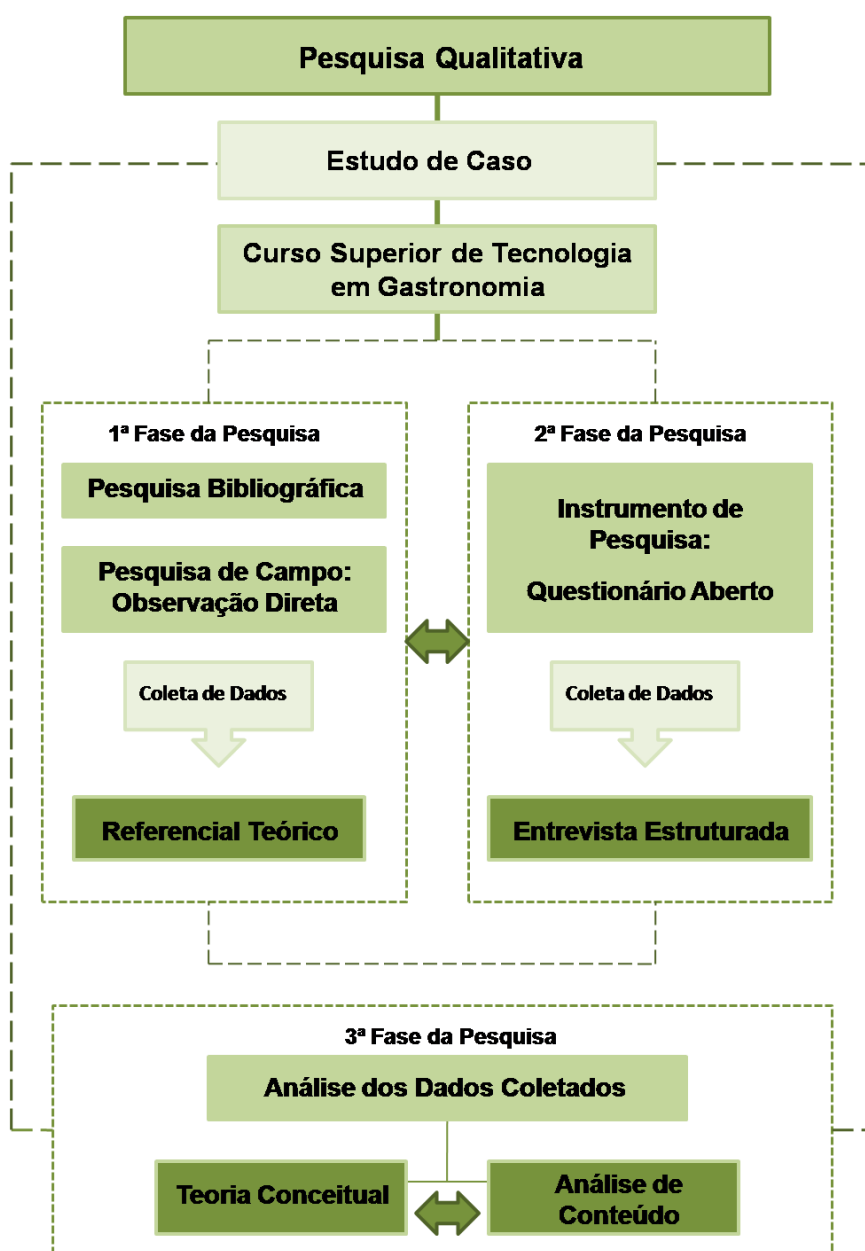 Pesquisa Qualitativa
Estudo de Caso
Curso Superior de Tecnologia
em Gastronomia
1ª Fase da Pesquisa
Pesquisa Bibliográfica
Pesquisa de Campo:
Observação Direta
Coleta de Dados
Referencial Teórico
2ª Fase da Pesquisa
Instrumento de
Pesquisa:
Questionário Aberto
Coleta de Dados
Entrevista Estruturada
3ª Fase da Pesquisa
Análise dos Dados Coletados
Teoria Conceitual
Análise de
Conteúdo